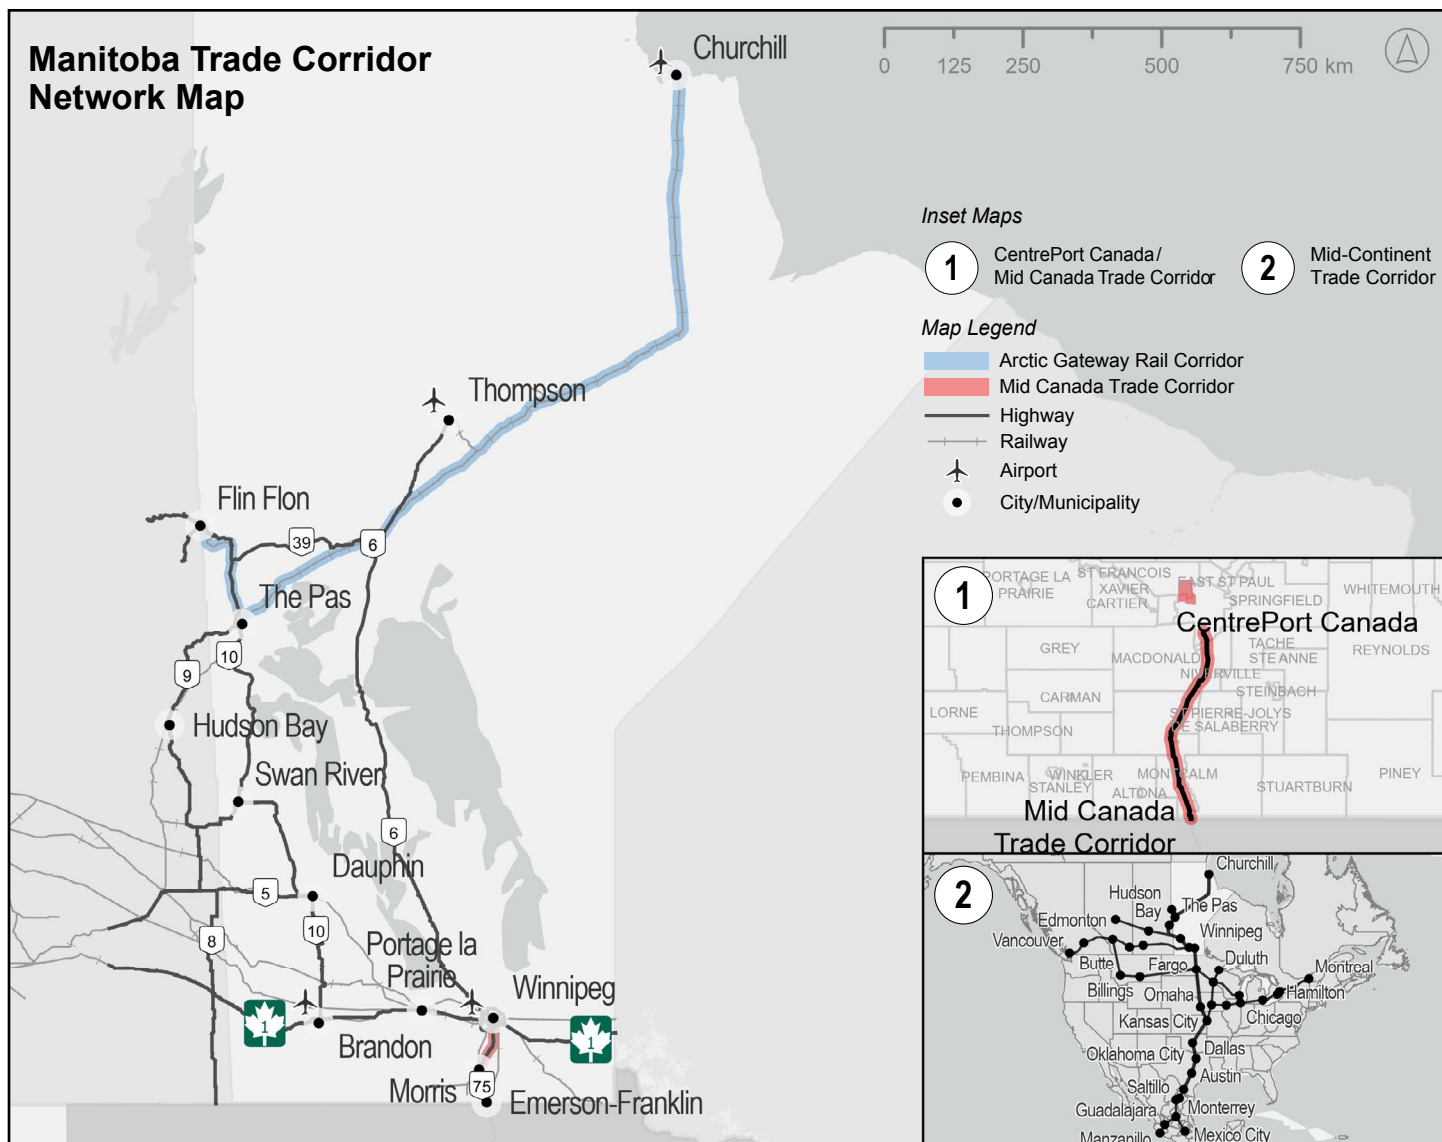 Manitoba Trade Corridor
Network Map
Churchill
0
125
250
500
750 km
Inset Maps
1
CentrePort Canada/
Mid Canada Trade Corridor
2
Mid-Continent
Trade Corridor
Map Legend
Arctic Gateway Rail Corridor
Mid Canada Trade Corridor
Highway
Railway
Airport
City/Municipality
Thompson
Flin Flon
39
6
The Pas
10
9
Hudson Bay
Swan River
6
Dauphin
5
10
8
Portage la
Prairie
Winnipeg
1
1
Brandon
Morris
75
Emerson-Franklin
1
PORTAGE LA
PRAIRIE
ST FRANCOIS
XAVIER
CARTIER
EAST ST PAUL
SPRINGFIELD
WHITEMOUTH
CentrePort Canada
GREY
MACDONALD
TACHE
STE ANNE
REYNOLDS
NIVERVILLE
STEINBACH
CARMAN
LORNE
ST PIERRE-JOLYS
DE SALABERRY
THOMPSON
PEMBINA
WINKLER
STANLEY
MONTCALM
ALTONA
STUARTBURN
PINEY
Mid Canada
Trade Corridor
2
Churchill
Hudson
Bay
The Pas
Edmonton
Winnipeg
Vancouver
Butte
Fargo
Duluth
Montreal
Billings
Omaha
Hamilton
Kansas City
Chicago
Oklahoma City
Dallas
Austin
Saltillo
Guadalajara
Monterrey
Manzanillo
Mexico City